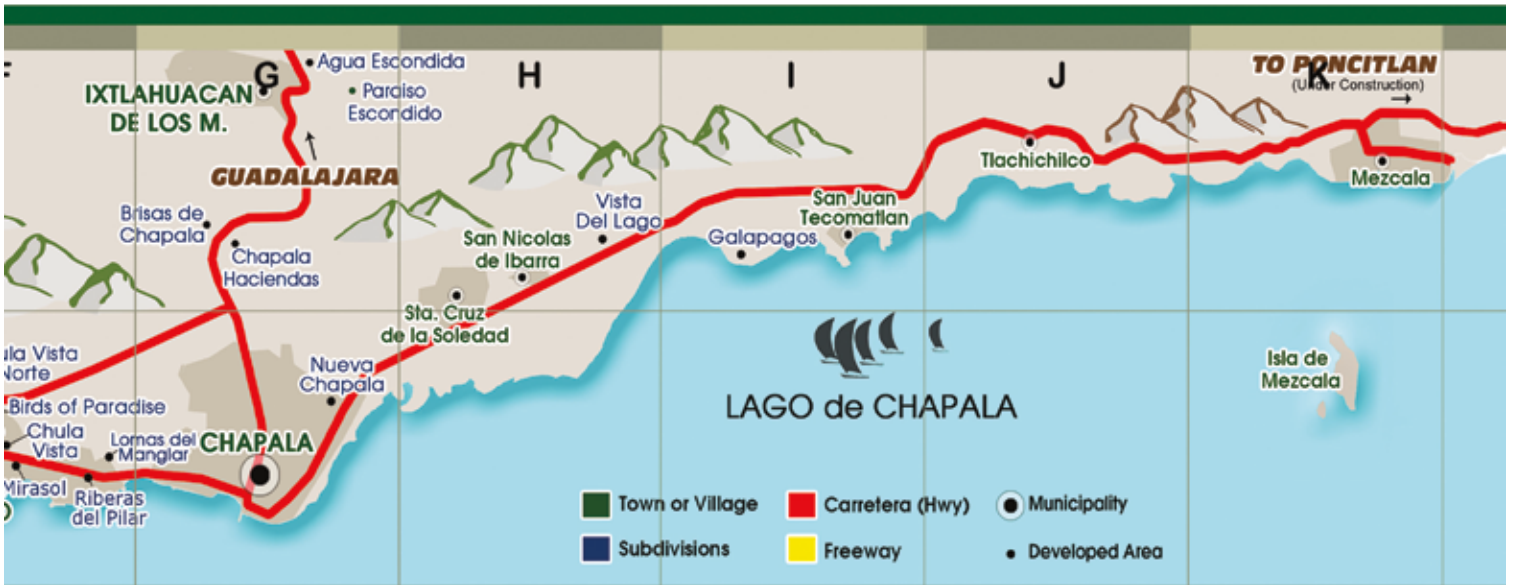 F
G
H
I
J
K
Agua Escondida
IXTLAHUACAN
DE LOS M.
Paraiso
Escondido
TO PONCITLAN
(Under Construction)
GUADALAJARA
Tlachichilco
Mezcala
Brisas de
Chapala
Chapala
Haciendas
San Nicolas
de Ibarra
Vista
Del Lago
San Juan
Tecomatlan
Galapagos
Sta. Cruz
de la Soledad
ula Vista
Norte
Nueva
Chapala
Isla de
Mezcala
LAGO de CHAPALA
Birds of Paradise
Chula
Vista
Lomas del
Manglar
CHAPALA
Mirasol
Riberas
del Pilar
Town or Village
Carretera (Hwy)
Municipality
Subdivisions
Freeway
Developed Area